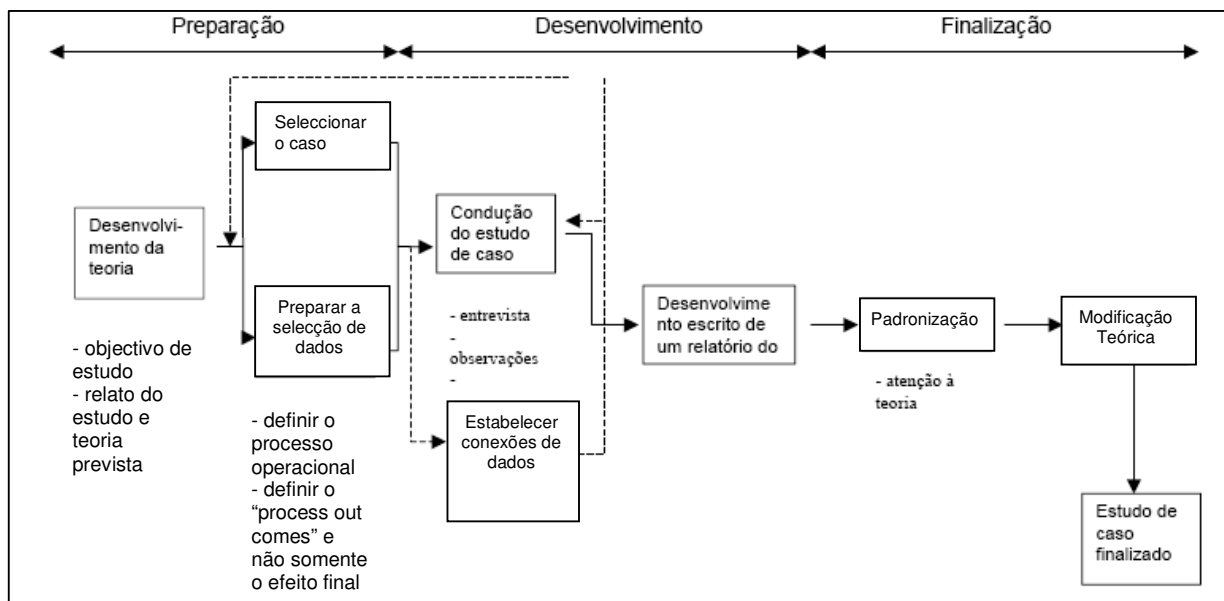 Preparação
Desenvolvimento
Finalização
Desenvolvi-
mento da
teoria
- objectivo de
estudo
- relato do
estudo e
teoria
prevista
Seleccionar
o caso
Preparar a
selecção de
dados
- definir o
processo
operacional
- definir o
“process out
comes” e
não somente
o efeito final
Condução
do estudo
de caso
- entrevista
-
observações
-
Estabelecer
conexões de
dados
Desenvolvime
nto escrito de
um relatório do
Padronização
- atenção à
teoria
Modificação
Teórica
Estudo de
caso
finalizado